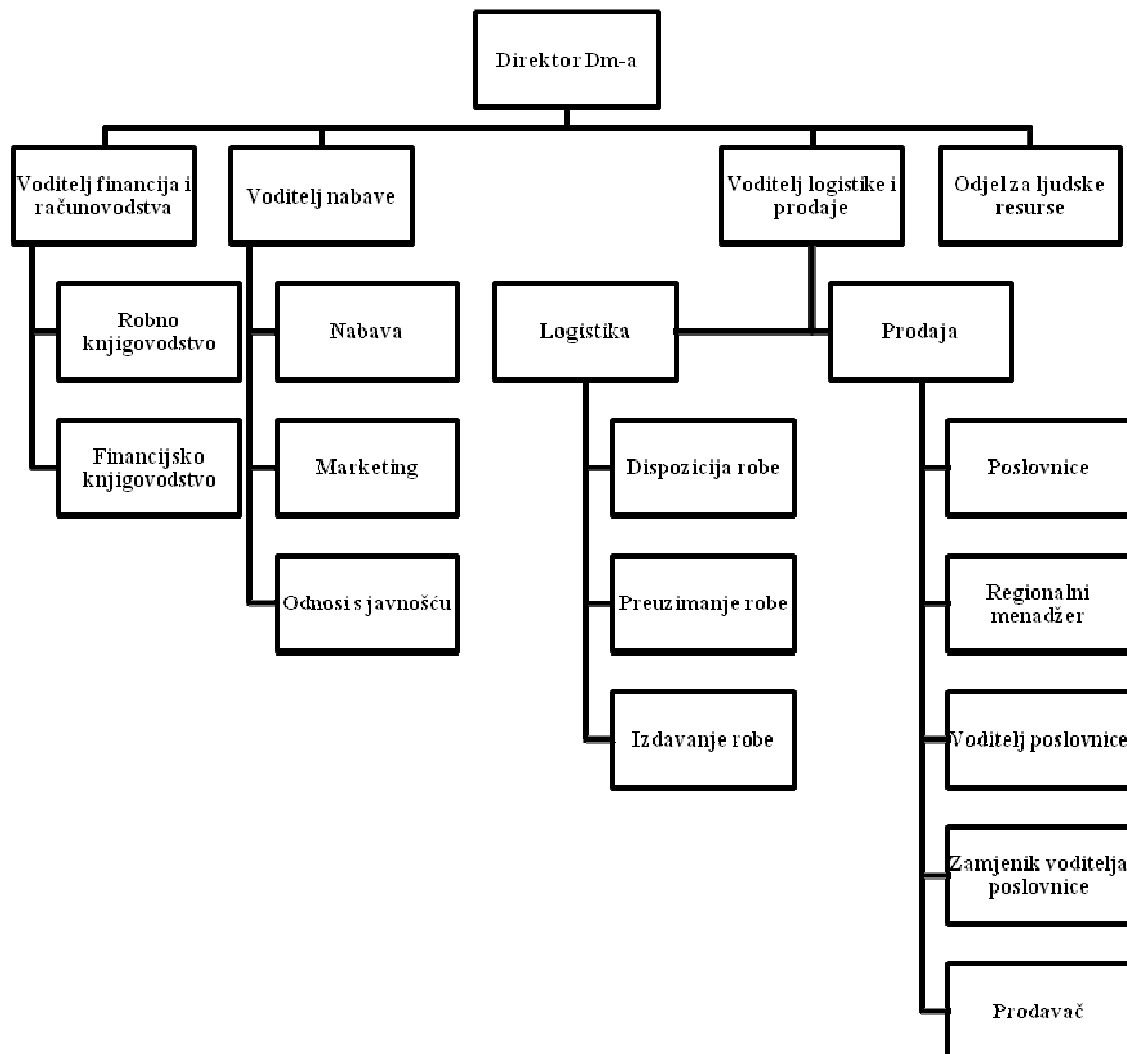 Direktor Dm-a
Voditelj financija i
računovodstva
Voditelj nabave
Voditelj logistike i
prodaje
Odjel za ljudske
resurse
Robno
knjigovodstvo
Nabava
Logistika
Prodaja
Financijsko
knjigovodstvo
Marketing
Dispozicija robe
Poslovnice
Odnosi s javnošću
Preuzimanje robe
Regionalni
menadžer
Izdavanje robe
Voditelj poslovnice
Zamjenik voditelja
poslovnice
Prodavač